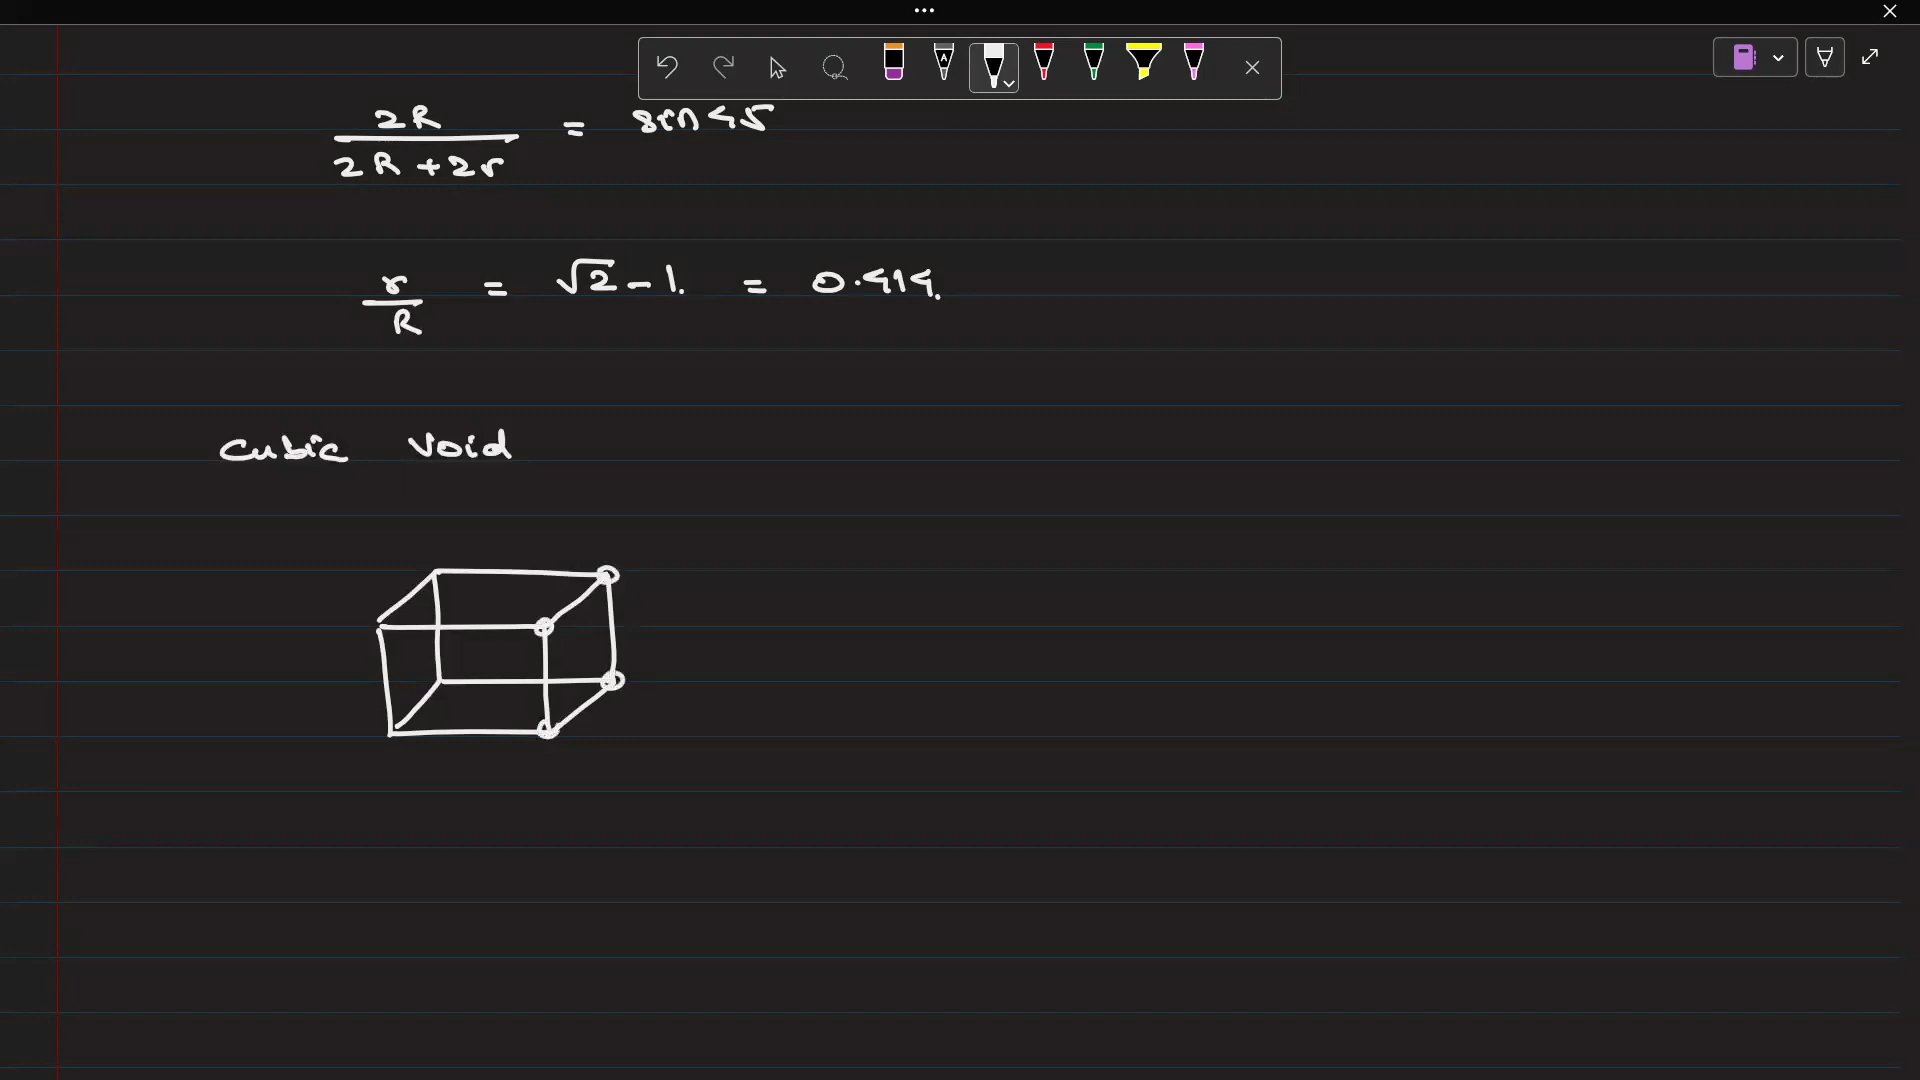 2R / 2R + 2r = sin 45
r / R = √2 - 1. = 0.414.
Cubic Void